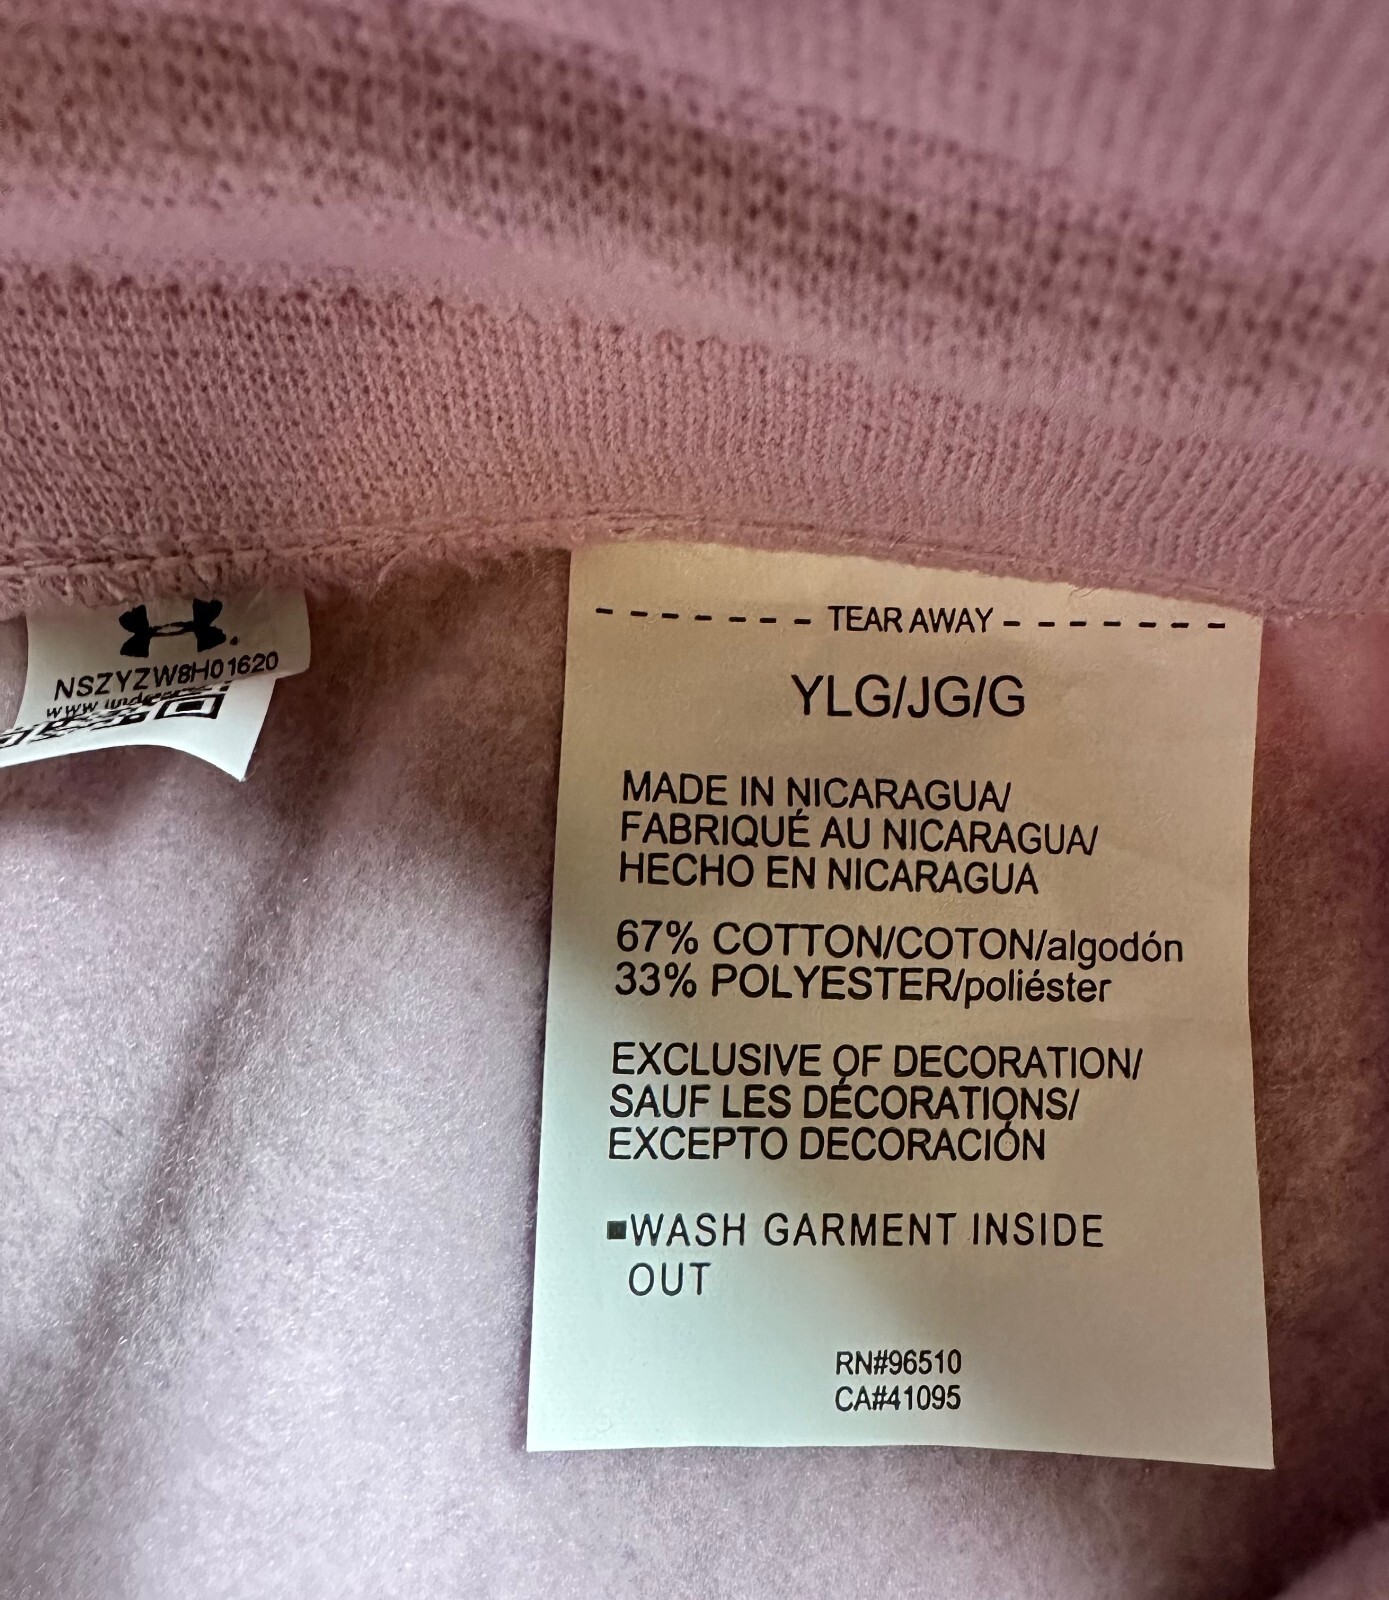 NSZYZW8H01620
TEAR AWAY
YLG/JG/G
MADE IN NICARAGUA/
FABRIQUÉ AU NICARAGUA/
HECHO EN NICARAGUA
67% COTTON/COTON/algodón
33% POLYESTER/poliéster
EXCLUSIVE OF DECORATION/
SAUF LES DÉCORATIONS/
EXCEPTO DECORACIÓN
■WASH GARMENT INSIDE
OUT
RN#96510
CA#41095